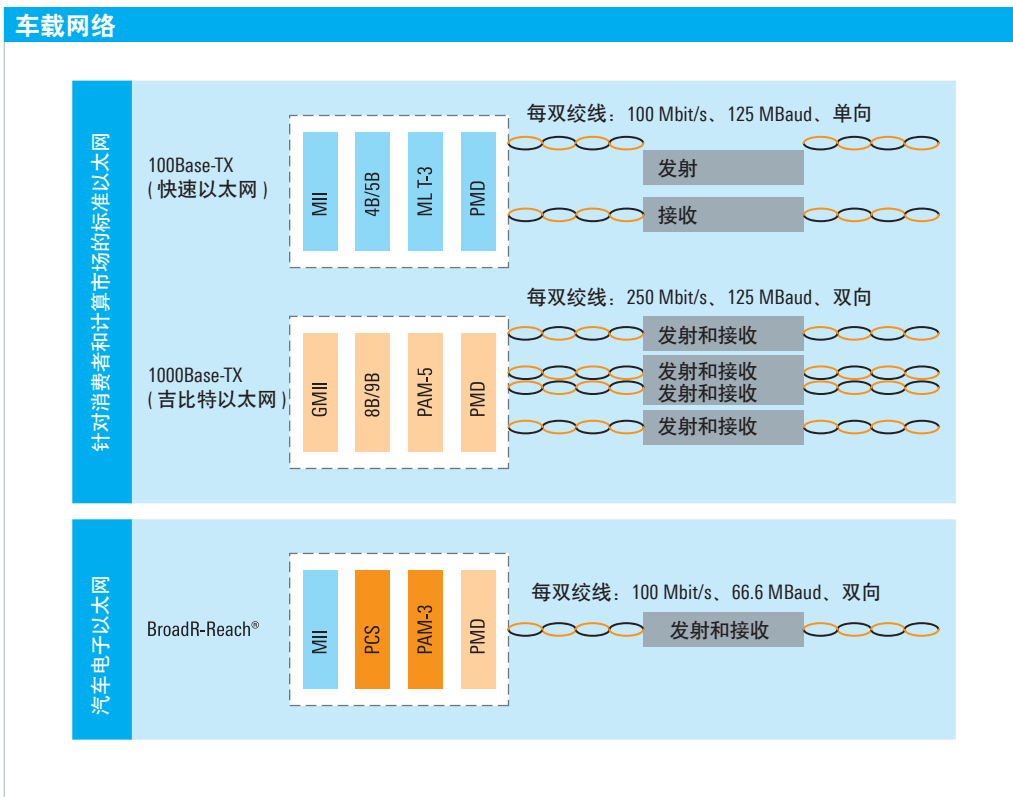 车载网络
针对消费者和计算市场的标准以太网
100Base-TX
( 快速以太网 )
MII
4B/5B
ML T-3
PMD
每双绞线：100 Mbit/s、125 MBaud、单向
发射
接收
1000Base-TX
( 吉比特以太网 )
GMII
8B/9B
PAM-5
PMD
每双绞线：250 Mbit/s、125 MBaud、双向
发射和接收
发射和接收
发射和接收
发射和接收
汽车电子以太网
BroadR-Reach®
MII
PCS
PAM-3
PMD
每双绞线：100 Mbit/s、66.6 MBaud、双向
发射和接收